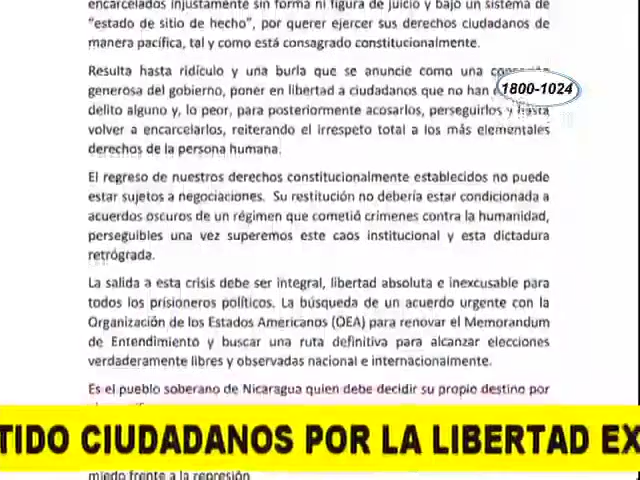 encarcelados injustamente sin forma ni figura de juicio y bajo un sistema de
"estado de sitio de hecho", por querer ejercer sus derechos ciudadanos de
manera pacífica, tal y como está consagrado constitucionalmente.
Resulta hasta ridículo y una burla que se anuncie como una
generosa del gobierno, poner en libertad a ciudadanos que no han
1800-1024
delito alguno y, lo peor, para posteriormente acosarlos, perseguirlos y hasta
volver a encarcelarlos, reiterando el irrespeto total a los más elementales
derechos de la persona humana.
El regreso de nuestros derechos constitucionalmente establecidos no puede
estar sujetos a negociaciones. Su restitución no debería estar condicionada a
acuerdos oscuros de un régimen que cometió crimenes contra la humanidad,
perseguibles una vez superemos este caos institucional y esta dictadura
retrógrada.
La salida a esta crisis debe ser integral, libertad absoluta e inexcusable para
todos los prisioneros políticos. La búsqueda de un acuerdo urgente con la
Organización de los Estados Americanos (OEA) para renovar el Memorandum
de Entendimiento y buscar una ruta definitiva para alcanzar elecciones
verdaderamente libres y observadas nacional e internacionalmente.
Es el pueblo soberano de Nicaragua quien debe decidir su propio destino por
TIDO CIUDADANOS POR LA LIBERTAD EX
miedo frente a la represión